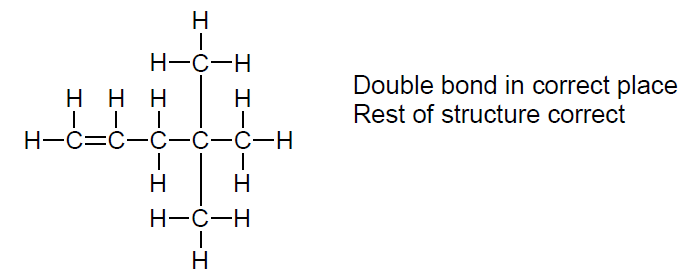 H
H–C–H
H H H H
H–C=C–C–C–C–H
H H
H–C–H
H
Double bond in correct place
Rest of structure correct